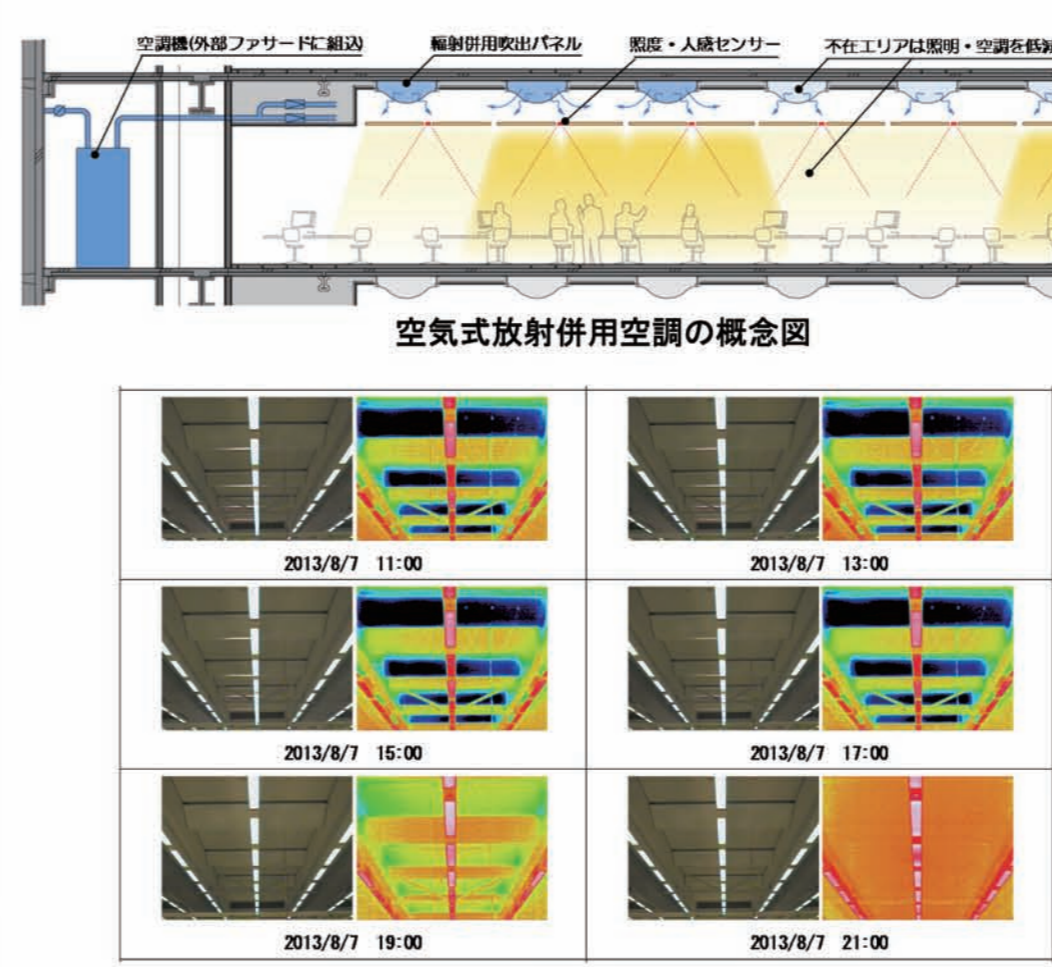 空調機(外部ファサードに組込)
輻射併用吹出パネル
照度・人感センサー
不在エリアは照明・空調を低減
空気式放射併用空調の概念図
2013/8/7 11:00
2013/8/7 13:00
2013/8/7 15:00
2013/8/7 17:00
2013/8/7 19:00
2013/8/7 21:00